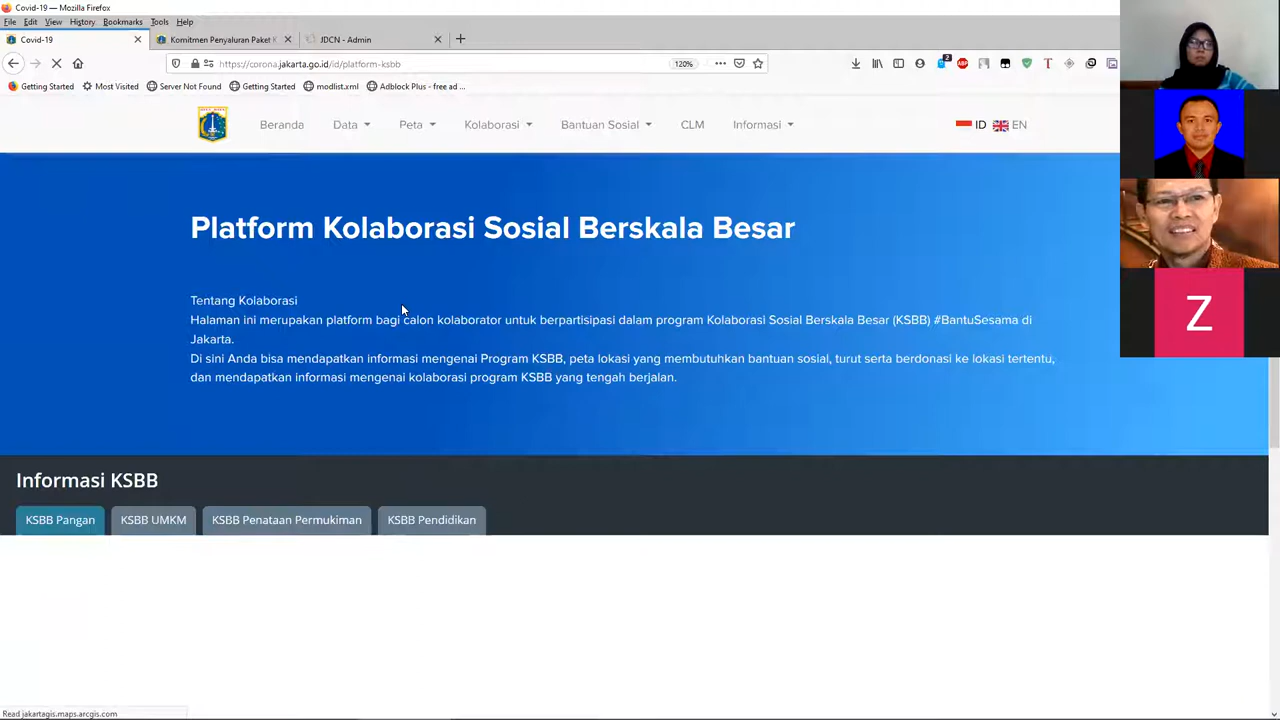 Covid-19 — Mozilla Firefox
File Edit View History Bookmarks Tools Help
Covid-19
Komitmen Penyaluran Paket K
JDCN - Admin
https://corona.jakarta.go.id/id/platform-ksbb
120%
2
ABP
T
Getting Started
Most Visited
Server Not Found
Getting Started
modlist.xml
Adblock Plus - free ad ...
Beranda
Data
Peta
Kolaborasi
Bantuan Sosial
CLM
Informasi
ID
EN
Platform Kolaborasi Sosial Berskala Besar
Tentang Kolaborasi
Halaman ini merupakan platform bagi calon kolaborator untuk berpartisipasi dalam program Kolaborasi Sosial Berskala Besar (KSBB) #BantuSesama di
Jakarta.
Di sini Anda bisa mendapatkan informasi mengenai Program KSBB, peta lokasi yang membutuhkan bantuan sosial, turut serta berdonasi ke lokasi tertentu,
dan mendapatkan informasi mengenai kolaborasi program KSBB yang tengah berjalan.
Z
Informasi KSBB
KSBB Pangan
KSBB UMKM
KSBB Penataan Permukiman
KSBB Pendidikan
Read jakartagis.maps.arcgis.com